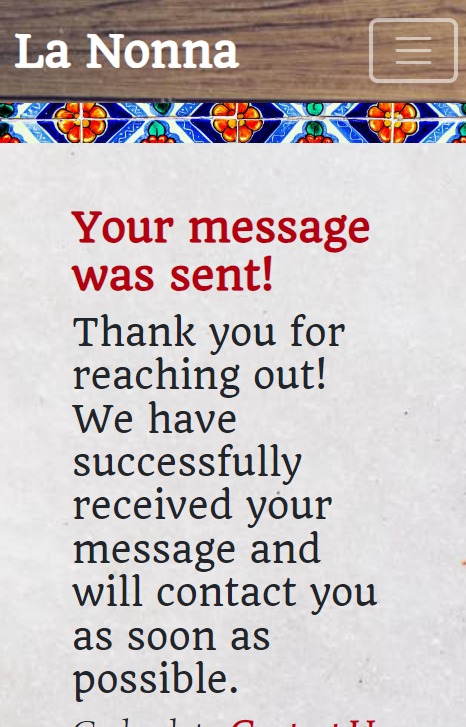 La Nonna
Your message
was sent!
Thank you for
reaching out!
We have
successfully
received your
message and
will contact you
as soon as
possible.